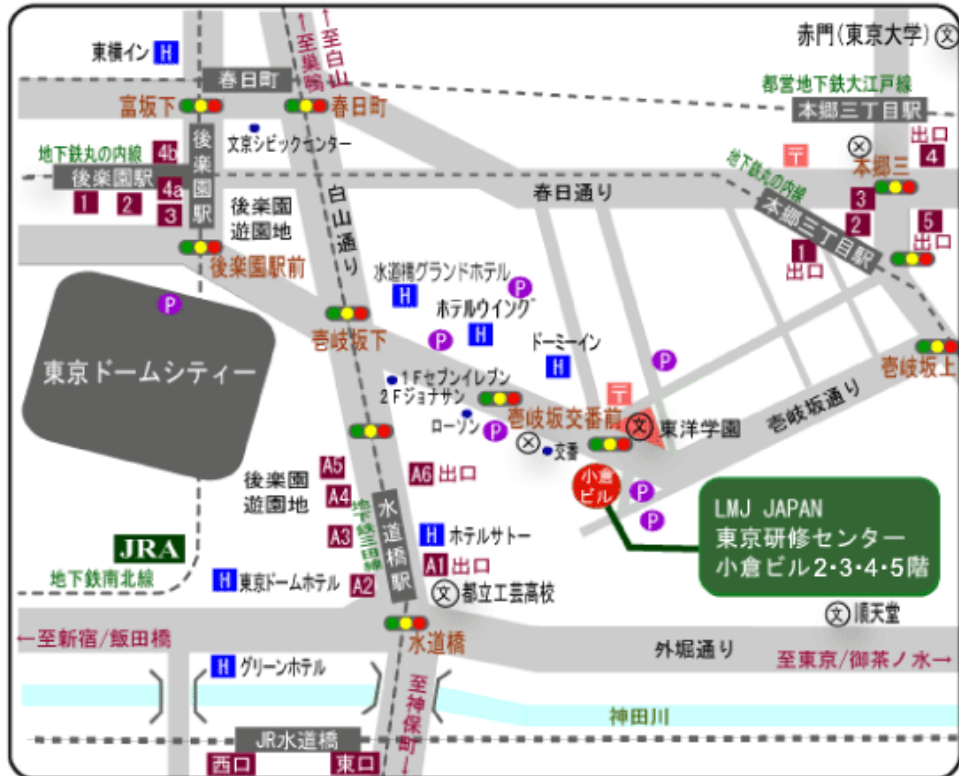 赤門(東京大学) 文
東横イン H
←至巣鴨
←至白山
春日町
都営地下鉄大江戸線
本郷三丁目駅
富坂下
春日町
文京シビックセンター
出口
4
本郷三
地下鉄丸の内線
後楽園駅
4b
4a
1
2
3
後楽園駅
後楽園
遊園地
白山通り
春日通り
〒
地下鉄丸の内線
本郷三丁目駅
3
2
1
出口
5
出口
後楽園駅前
水道橋グランドホテル
H
P
P
ホテルウイング
H
P
壱岐坂下
ドーミーイン
H
P
壱岐坂上
東京ドームシティー
1Fセブンイレブン
2Fジョナサン
ローソン
P
壱岐坂交番前
〒
文 東洋学園
壱岐坂通り
交番
小倉
ビル
P
P
A5
A4
A3
A2
A6 出口
後楽園
遊園地
地下鉄三田線
水道橋駅
H ホテルサトー
A1 出口
LMJ JAPAN
東京研修センター
小倉ビル2・3・4・5階
JRA
地下鉄南北線
H 東京ドームホテル
文 都立工芸高校
文 順天堂
←至新宿/飯田橋
水道橋
外堀通り
至東京/御茶ノ水→
H グリーンホテル
至神保町→
神田川
JR水道橋
西口
東口